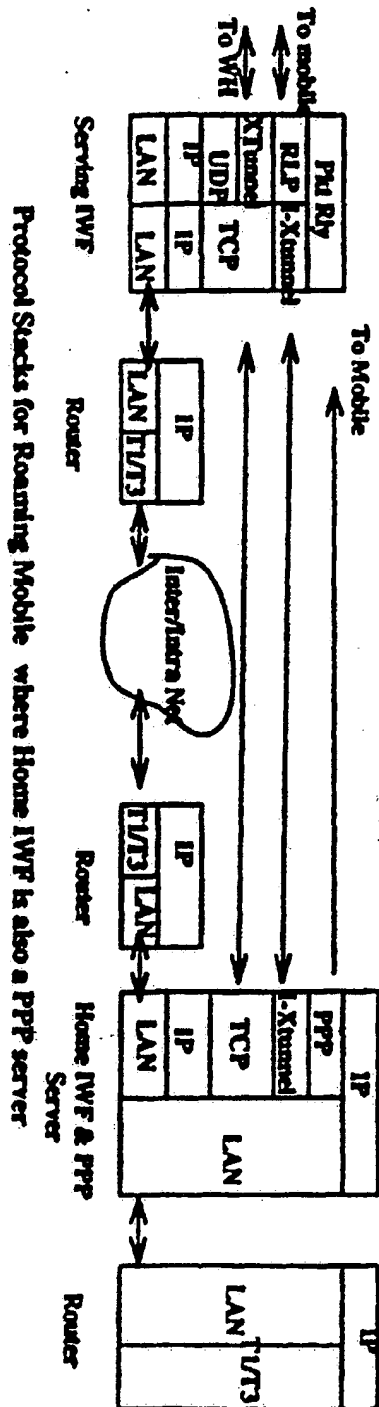 To mobile
To WH
Pkt Rly
RLP
I-Xtunnel
XTunnel
UDP
TCP
IP
IP
LAN
LAN
Serving IWF
To Mobile
IP
LAN
T1/T3
Router
Inter/Intra Net
IP
T1/T3
LAN
Router
IP
PPP
I-Xtunnel
TCP
IP
LAN
LAN
Home IWF & PPP
Server
IP
LAN
T1/T3
Router
Protocol Stacks for Roaming Mobile where Home IWF is also a PPP server